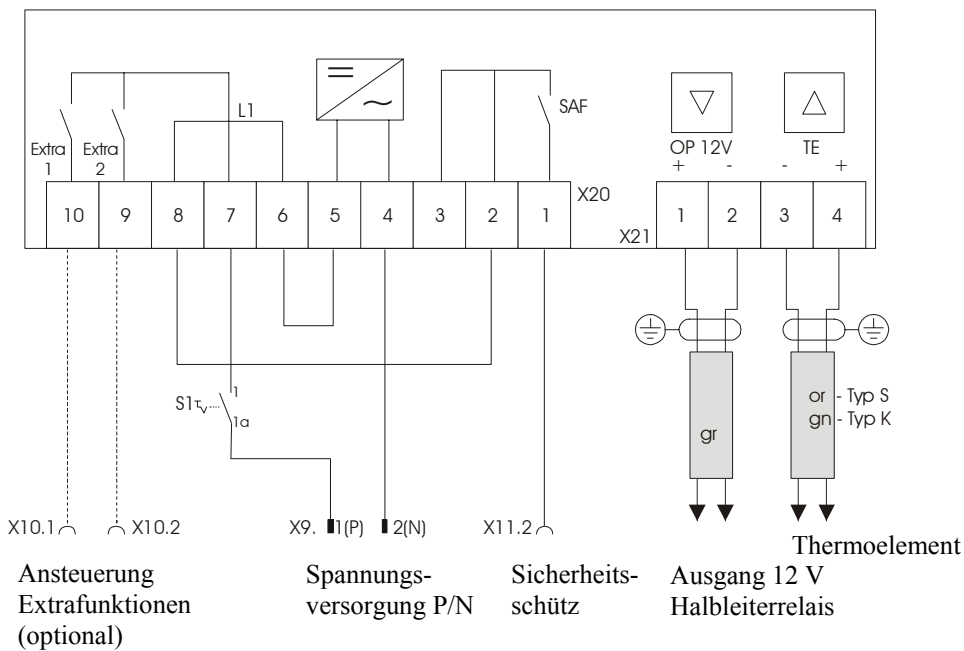 L1
SAF
Extra
1
Extra
2
OP 12V
+ -
TE
- +
10 9 8 7 6 5 4 3 2 1
X20
X21
1 2 3 4
S1
1
1a
or - Typ S
gn - Typ K
gr
X10.1
X10.2
X9. 1(P)
2(N)
X11.2
Ansteuerung
Extrafunktionen
(optional)
Spannungs-
versorgung P/N
Sicherheits-
schütz
Ausgang 12 V
Halbleiterrelais
Thermoelement